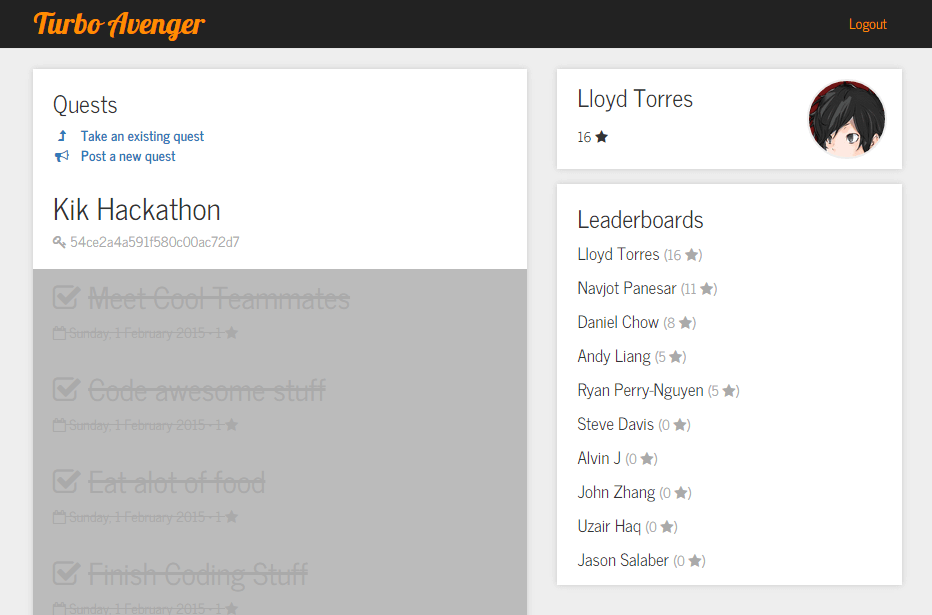 Turbo Avenger
Logout
Quests
Take an existing quest
Post a new quest
Kik Hackathon
54ce2a4a591f580c00ac72d7
Meet Cool Teammates
Sunday, 1 February 2015 - 1 ★
Code awesome stuff
Sunday, 1 February 2015 - 1 ★
Eat alot of food
Sunday, 1 February 2015 - 1 ★
Finish Coding Stuff
Sunday, 1 February 2015 - 1 ★
Lloyd Torres
16 ★
Leaderboards
Lloyd Torres (16 ★)
Navjot Panesar (11 ★)
Daniel Chow (8 ★)
Andy Liang (5 ★)
Ryan Perry-Nguyen (5 ★)
Steve Davis (0 ★)
Alvin J (0 ★)
John Zhang (0 ★)
Uzair Haq (0 ★)
Jason Salaber (0 ★)